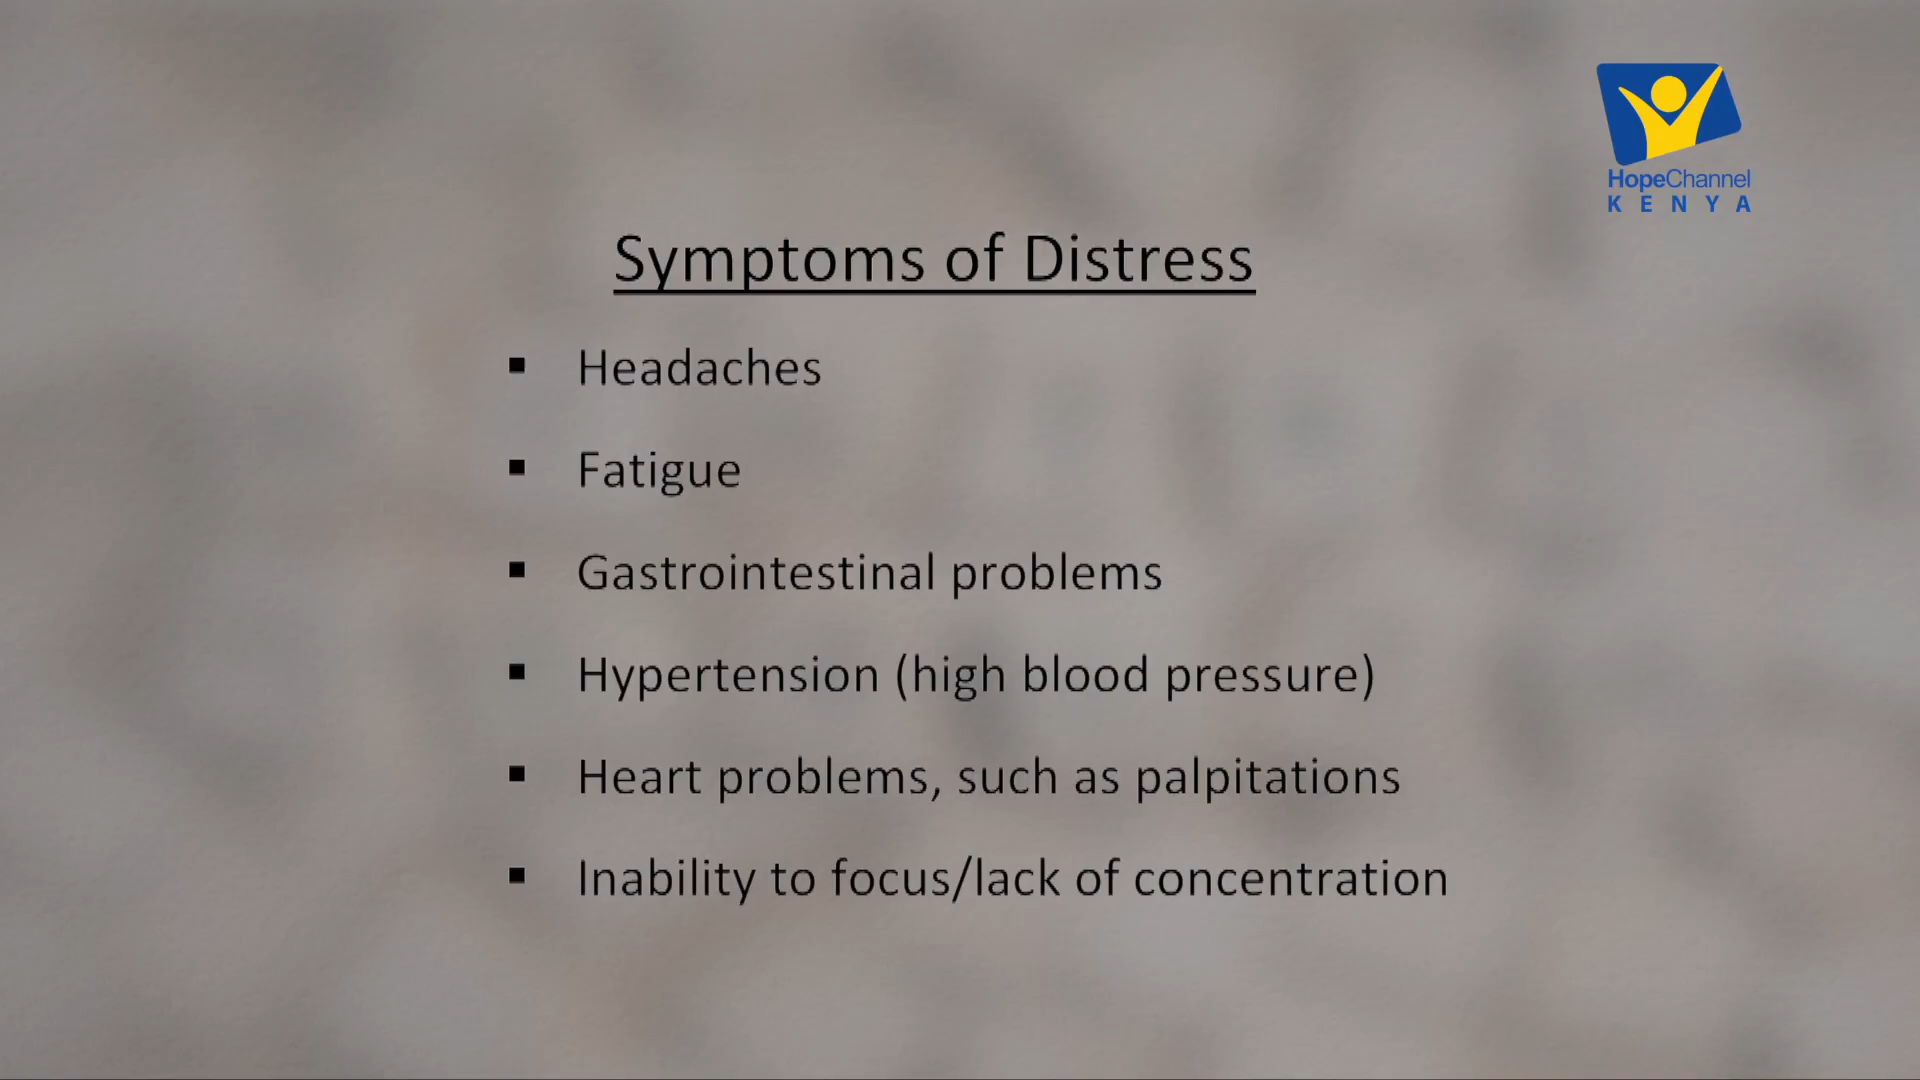 HopeChannel
KENYA
Symptoms of Distress
▪ Headaches
▪ Fatigue
▪ Gastrointestinal problems
▪ Hypertension (high blood pressure)
▪ Heart problems, such as palpitations
▪ Inability to focus/lack of concentration